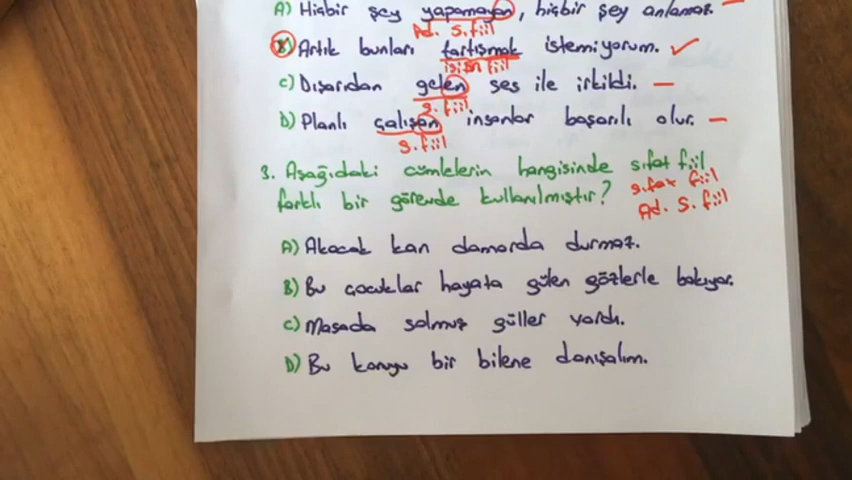 A) Hiçbir şey yapamayan, hiçbir şey anlamaz. -
Ad. S. fiil
B) Artık bunları tartışmak istemiyorum. ✓
isim fiil
C) Dışarıdan gelen ses ile irkildi. -
S. fiil
D) Planlı çalışan insanlar başarılı olur. -
S. fiil
3. Aşağıdaki cümlelerin hangisinde sıfat fiil
farklı bir görevde kullanılmıştır?
sıfat fiil
Ad. S. fiil
A) Akacak kan damarda durmaz.
B) Bu çocuklar hayata gülen gözlerle bakıyor.
C) Masada solmuş güller vardı.
D) Bu konuyu bir bilene danışalım.